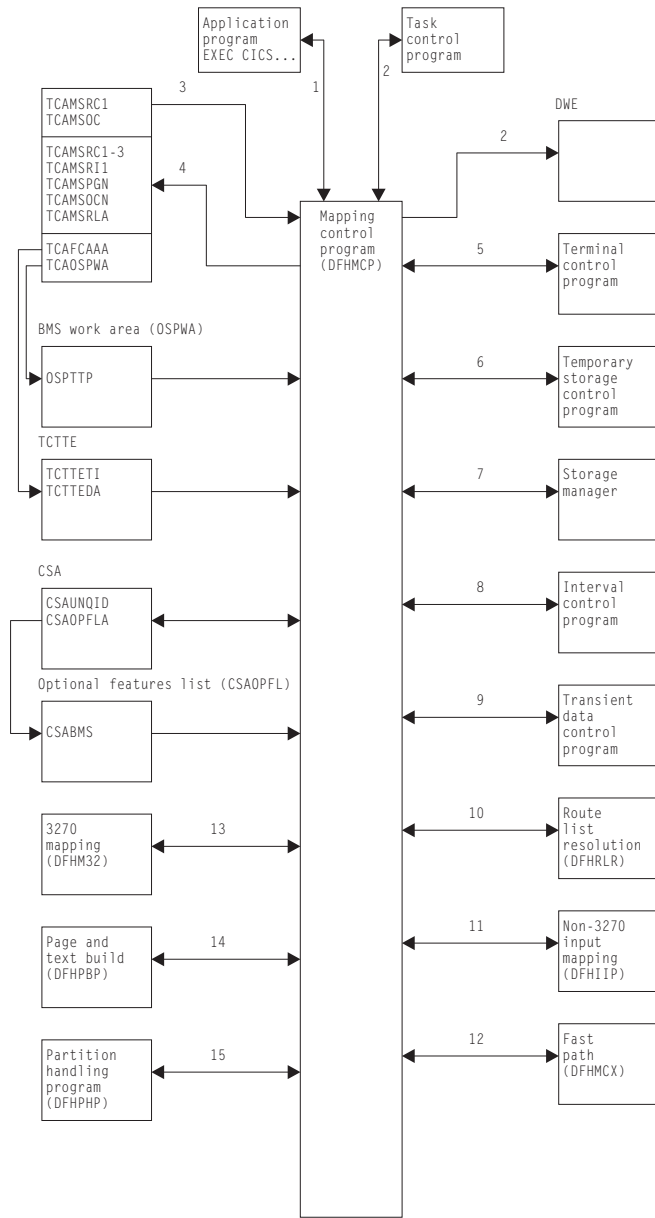 Application
program
EXEC CICS...
Task
control
program
1
2
3
TCAMSRC1
TCAMSOC
DWE
2
TCAMSRC1-3
TCAMSRI1
TCAMSPGN
TCAMSOCN
TCAMSRLA
4
Mapping
control
program
(DFHMCP)
TCAFCAAA
TCAOSPWA
5
Terminal
control
program
BMS work area (OSPWA)
OSPTTP
6
Temporary
storage
control
program
TCTTE
TCTTETI
TCTTEDA
7
Storage
manager
CSA
CSAUNQID
CSAOPFLA
8
Interval
control
program
Optional features list (CSAOPFL)
CSABMS
9
Transient
data
control
program
3270
mapping
(DFHM32)
13
10
Route
list
resolution
(DFHRLR)
Page and
text build
(DFHPBP)
14
11
Non-3270
input
mapping
(DFHIIP)
Partition
handling
program
(DFHPHP)
15
12
Fast
path
(DFHMCX)